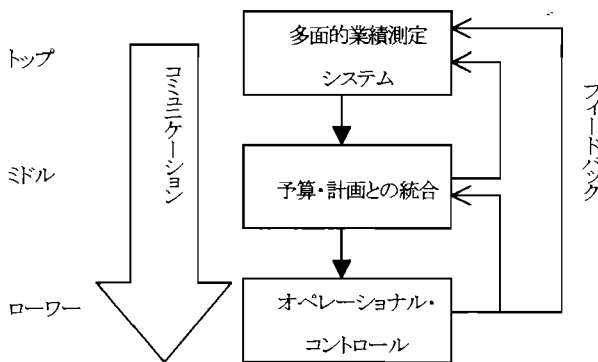 トップ
ミドル
ローワー
コミュニケーション
多面的業績測定
システム
予算・計画との統合
オペレーショナル・
コントロール
フィードバック